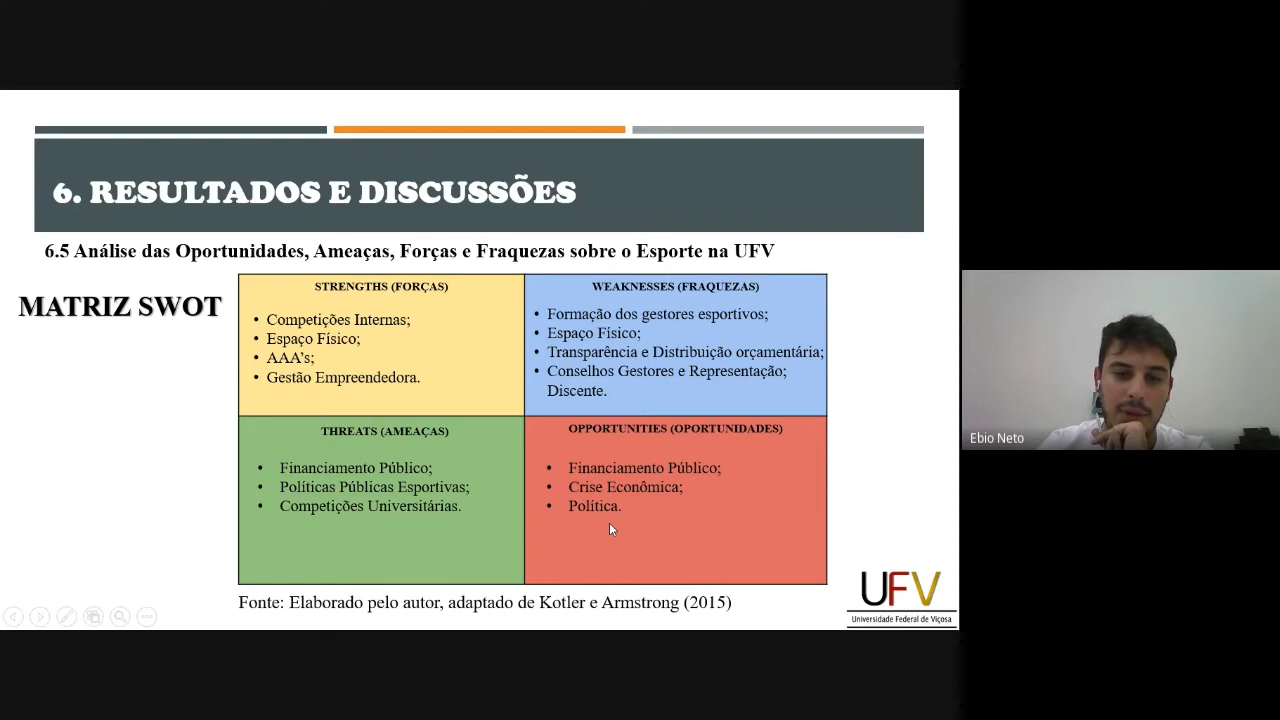 6. RESULTADOS E DISCUSSÕES
6.5 Análise das Oportunidades, Ameaças, Forças e Fraquezas sobre o Esporte na UFV
MATRIZ SWOT
STRENGTHS (FORÇAS)
• Competições Internas;
• Espaço Físico;
• AAA's;
• Gestão Empreendedora.
WEAKNESSES (FRAQUEZAS)
• Formação dos gestores esportivos;
• Espaço Físico;
• Transparência e Distribuição orçamentária;
• Conselhos Gestores e Representação;
Discente.
THREATS (AMEAÇAS)
• Financiamento Público;
• Políticas Públicas Esportivas;
• Competições Universitárias.
OPPORTUNITIES (OPORTUNIDADES)
• Financiamento Público;
• Crise Econômica;
• Política.
Fonte: Elaborado pelo autor, adaptado de Kotler e Armstrong (2015)
UFV
Universidade Federal de Viçosa
Ebio Neto